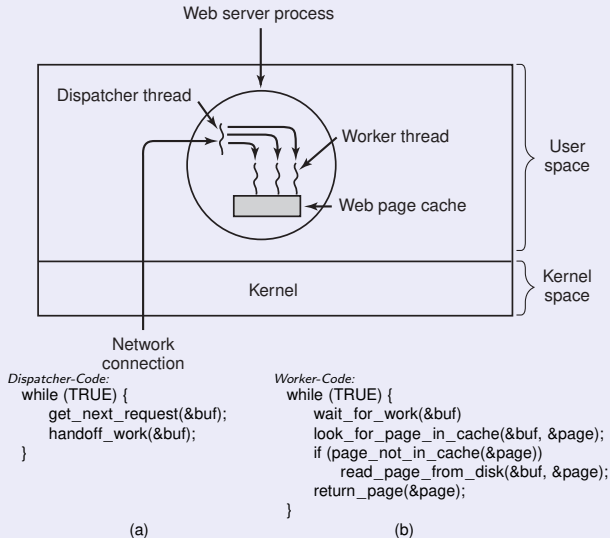 Web server process
Dispatcher thread
Worker thread
User
space
Web page cache
Kernel
Kernel
space
Network
connection
Dispatcher-Code:
while (TRUE) {
get_next_request(&buf);
handoff_work(&buf);
}
(a)
Worker-Code:
while (TRUE) {
wait_for_work(&buf)
look_for_page_in_cache(&buf, &page);
if (page_not_in_cache(&page))
read_page_from_disk(&buf, &page);
return_page(&page);
}
(b)